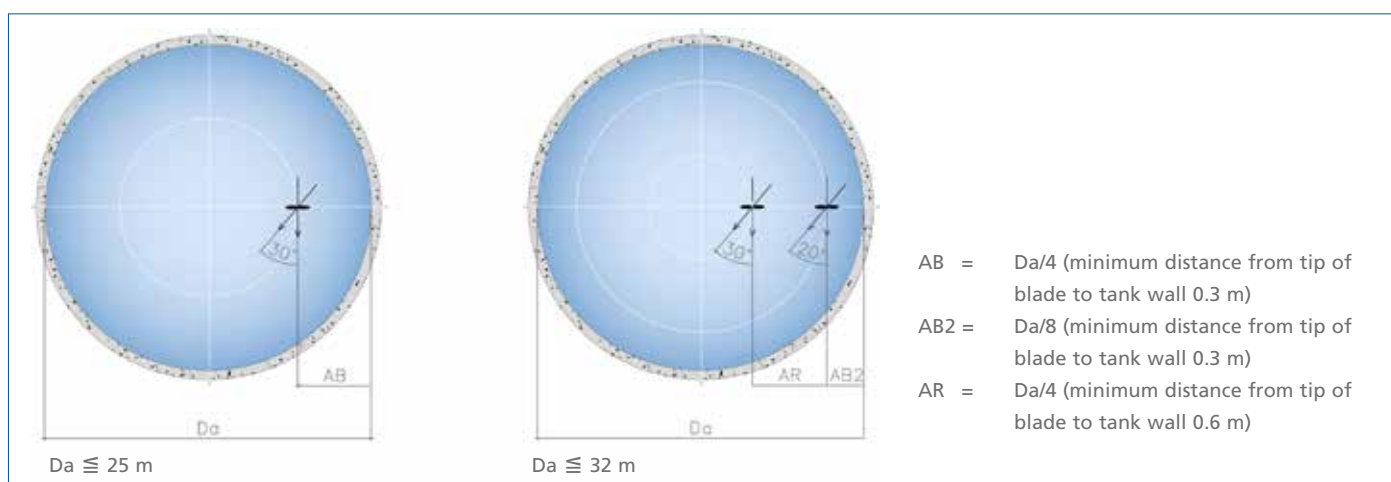 30°
AB
Da
Da ≦ 25 m
30°
20°
AR
AB2
Da
Da ≦ 32 m
AB = Da/4 (minimum distance from tip of
blade to tank wall 0.3 m)
AB2 = Da/8 (minimum distance from tip of
blade to tank wall 0.3 m)
AR = Da/4 (minimum distance from tip of
blade to tank wall 0.6 m)